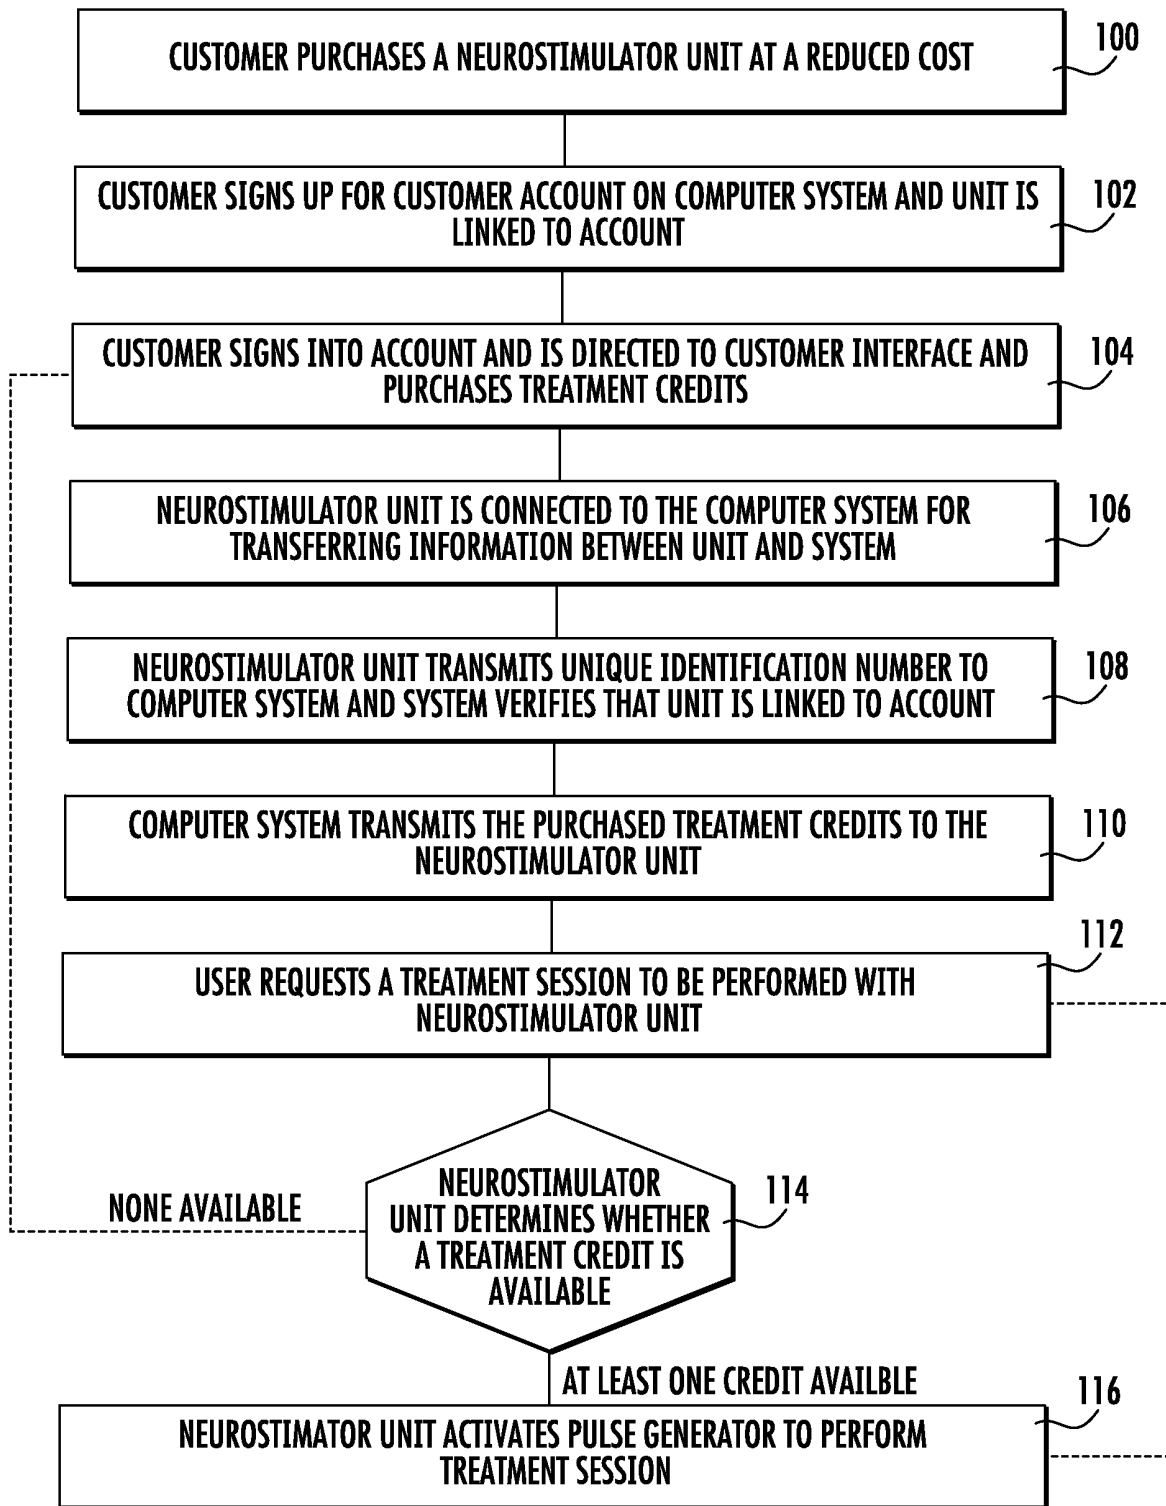 CUSTOMER PURCHASES A NEUROSTIMULATOR UNIT AT A REDUCED COST
100
CUSTOMER SIGNS UP FOR CUSTOMER ACCOUNT ON COMPUTER SYSTEM AND UNIT IS
LINKED TO ACCOUNT
102
CUSTOMER SIGNS INTO ACCOUNT AND IS DIRECTED TO CUSTOMER INTERFACE AND
PURCHASES TREATMENT CREDITS
104
NEUROSTIMULATOR UNIT IS CONNECTED TO THE COMPUTER SYSTEM FOR
TRANSFERRING INFORMATION BETWEEN UNIT AND SYSTEM
106
NEUROSTIMULATOR UNIT TRANSMITS UNIQUE IDENTIFICATION NUMBER TO
COMPUTER SYSTEM AND SYSTEM VERIFIES THAT UNIT IS LINKED TO ACCOUNT
108
COMPUTER SYSTEM TRANSMITS THE PURCHASED TREATMENT CREDITS TO THE
NEUROSTIMULATOR UNIT
110
USER REQUESTS A TREATMENT SESSION TO BE PERFORMED WITH
NEUROSTIMULATOR UNIT
112
NEUROSTIMULATOR
UNIT DETERMINES WHETHER
A TREATMENT CREDIT IS
AVAILABLE
114
NONE AVAILABLE
AT LEAST ONE CREDIT AVAILBLE
NEUROSTIMATOR UNIT ACTIVATES PULSE GENERATOR TO PERFORM
TREATMENT SESSION
116